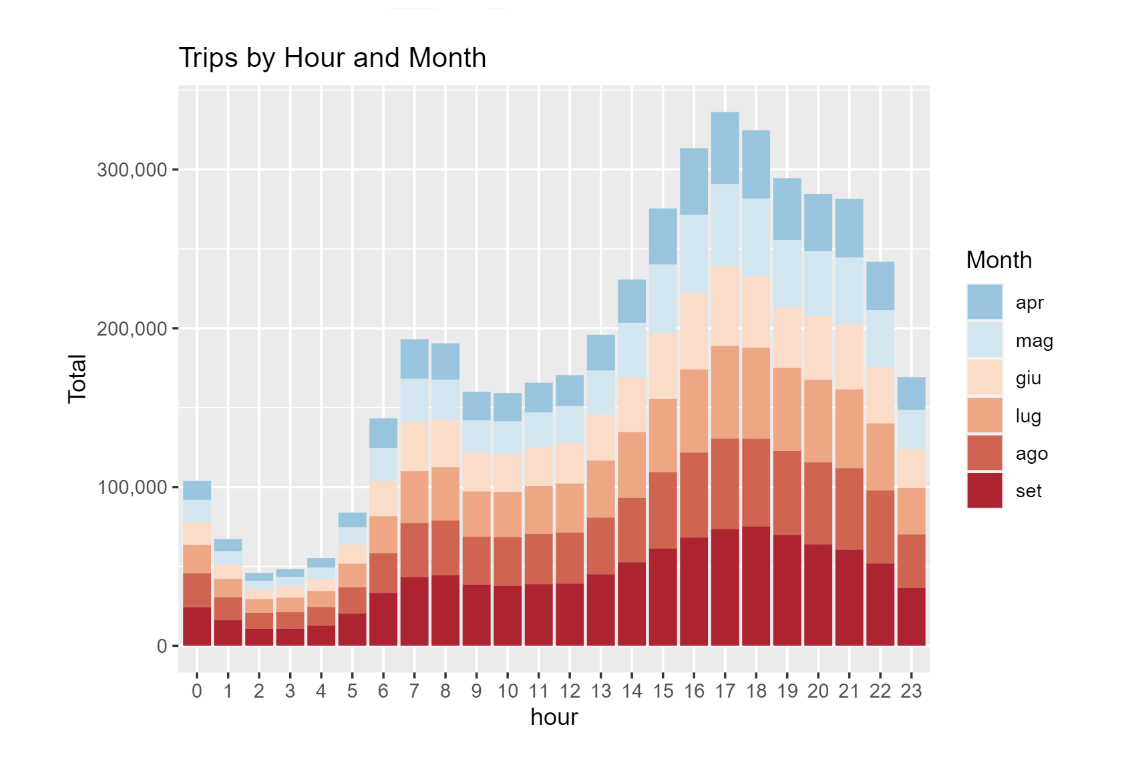 Trips by Hour and Month
300,000
200,000
100,000
0
Total
0 1 2 3 4 5 6 7 8 9 10 11 12 13 14 15 16 17 18 19 20 21 22 23
hour
Month
apr
mag
giu
lug
ago
set